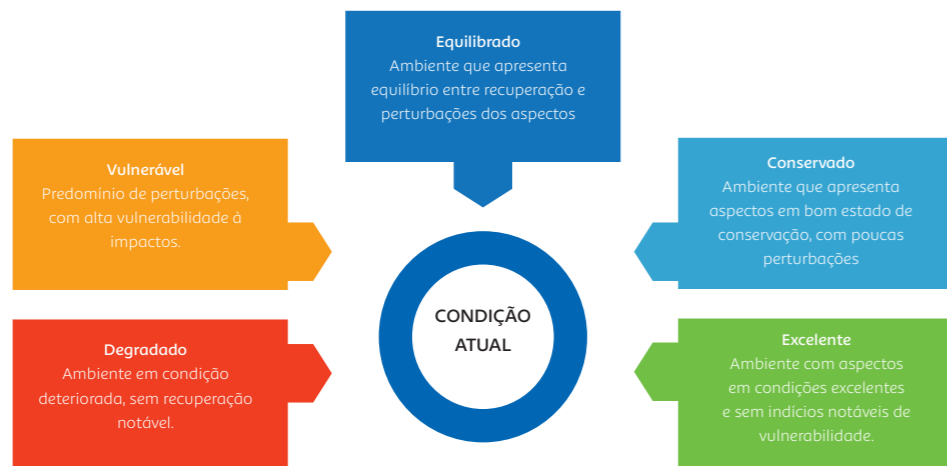 Equilibrado
Ambiente que apresenta
equilíbrio entre recuperação e
perturbações dos aspectos
Vulnerável
Predomínio de perturbações,
com alta vulnerabilidade à
impactos.
Conservado
Ambiente que apresenta
aspectos em bom estado de
conservação, com poucas
perturbações
CONDIÇÃO
ATUAL
Degradado
Ambiente em condição
deteriorada, sem recuperação
notável.
Excelente
Ambiente com aspectos
em condições excelentes
e sem indícios notáveis de
vulnerabilidade.